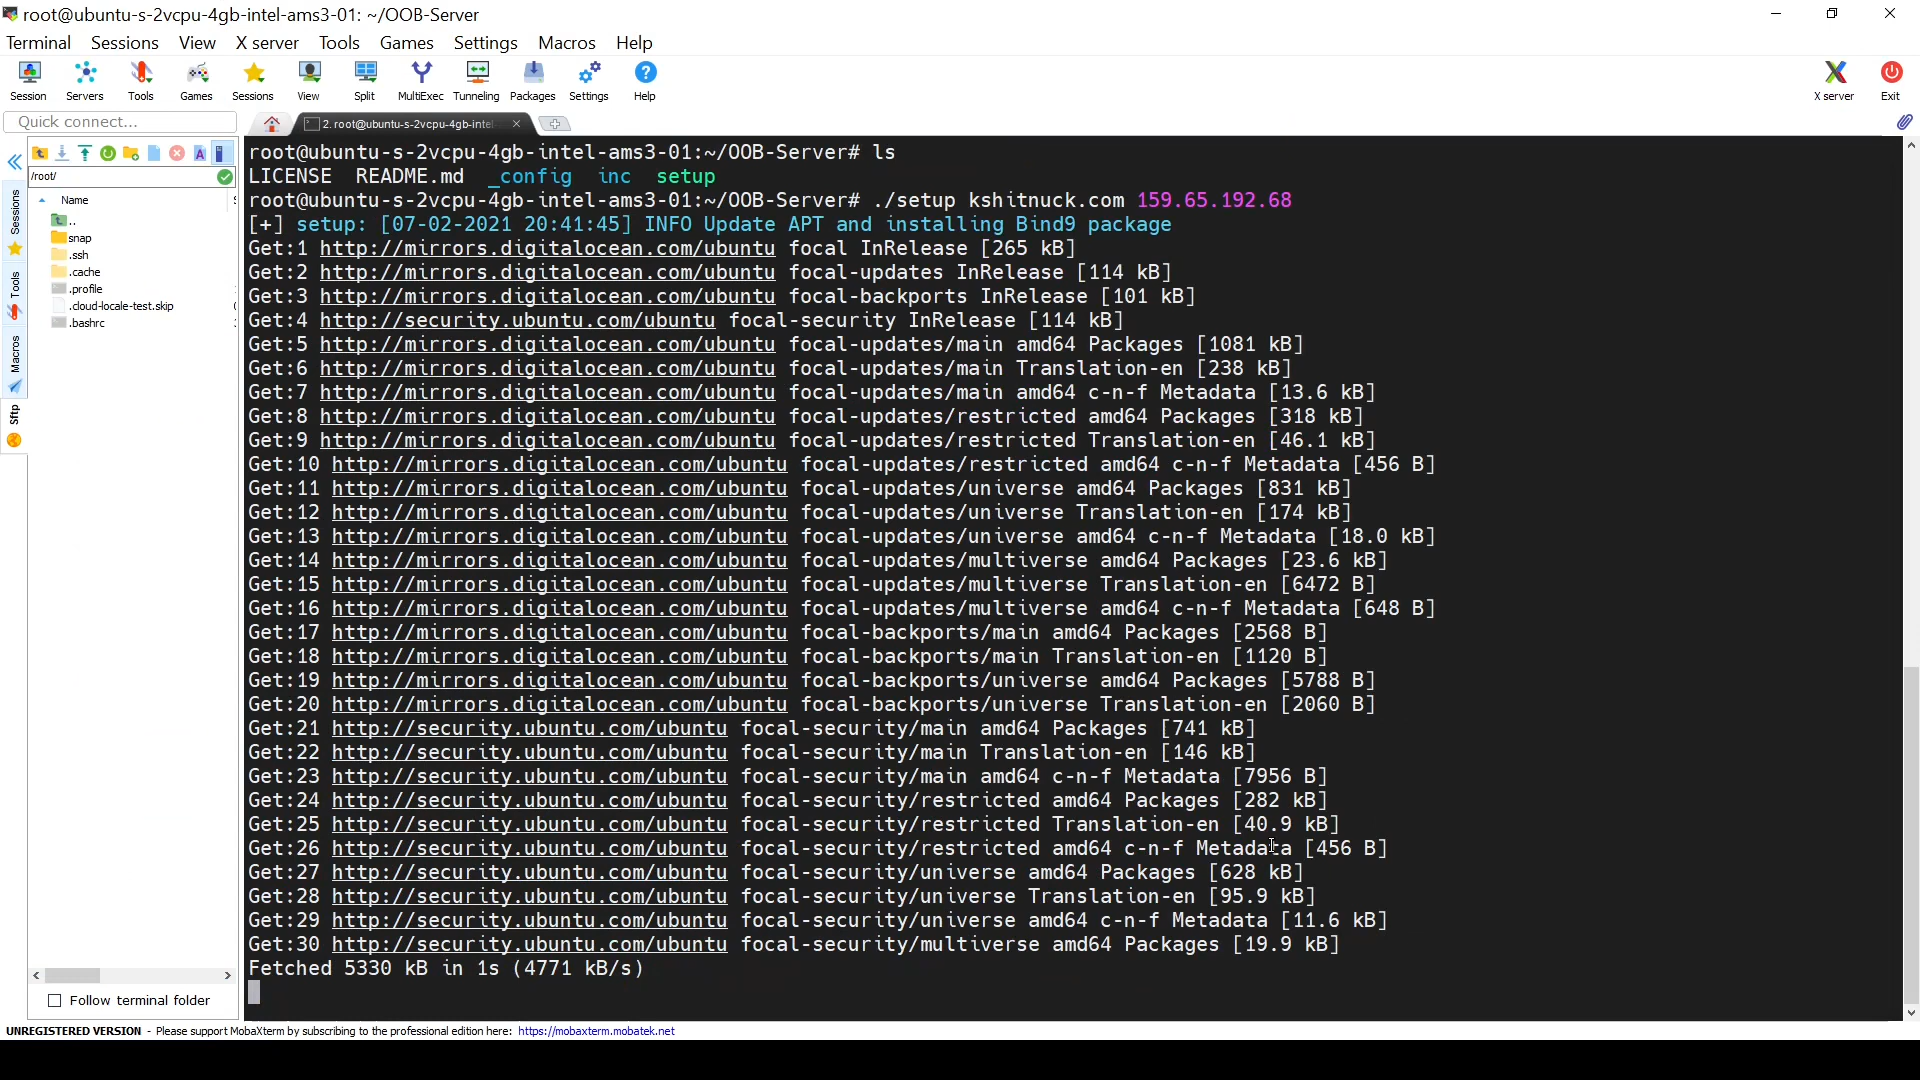 root@ubuntu-s-2vcpu-4gb-intel-ams3-01: ~/OOB-Server
Terminal Sessions View X server Tools Games Settings Macros Help
Session Servers Tools Games Sessions View Split MultiExec Tunneling Packages Settings Help X server Exit
Quick connect...
2. root@ubuntu-s-2vcpu-4gb-intel
/root/
Name
..
snap
.ssh
.cache
.profile
.cloud-locale-test.skip
.bashrc
Sessions
Tools
Macros
Sftp
root@ubuntu-s-2vcpu-4gb-intel-ams3-01:~/OOB-Server# ls
LICENSE README.md _config inc setup
root@ubuntu-s-2vcpu-4gb-intel-ams3-01:~/OOB-Server# ./setup kshitnuck.com 159.65.192.68
[+] setup: [07-02-2021 20:41:45] INFO Update APT and installing Bind9 package
Get:1 http://mirrors.digitalocean.com/ubuntu focal InRelease [265 kB]
Get:2 http://mirrors.digitalocean.com/ubuntu focal-updates InRelease [114 kB]
Get:3 http://mirrors.digitalocean.com/ubuntu focal-backports InRelease [101 kB]
Get:4 http://security.ubuntu.com/ubuntu focal-security InRelease [114 kB]
Get:5 http://mirrors.digitalocean.com/ubuntu focal-updates/main amd64 Packages [1081 kB]
Get:6 http://mirrors.digitalocean.com/ubuntu focal-updates/main Translation-en [238 kB]
Get:7 http://mirrors.digitalocean.com/ubuntu focal-updates/main amd64 c-n-f Metadata [13.6 kB]
Get:8 http://mirrors.digitalocean.com/ubuntu focal-updates/restricted amd64 Packages [318 kB]
Get:9 http://mirrors.digitalocean.com/ubuntu focal-updates/restricted Translation-en [46.1 kB]
Get:10 http://mirrors.digitalocean.com/ubuntu focal-updates/restricted amd64 c-n-f Metadata [456 B]
Get:11 http://mirrors.digitalocean.com/ubuntu focal-updates/universe amd64 Packages [831 kB]
Get:12 http://mirrors.digitalocean.com/ubuntu focal-updates/universe Translation-en [174 kB]
Get:13 http://mirrors.digitalocean.com/ubuntu focal-updates/universe amd64 c-n-f Metadata [18.0 kB]
Get:14 http://mirrors.digitalocean.com/ubuntu focal-updates/multiverse amd64 Packages [23.6 kB]
Get:15 http://mirrors.digitalocean.com/ubuntu focal-updates/multiverse Translation-en [6472 B]
Get:16 http://mirrors.digitalocean.com/ubuntu focal-updates/multiverse amd64 c-n-f Metadata [648 B]
Get:17 http://mirrors.digitalocean.com/ubuntu focal-backports/main amd64 Packages [2568 B]
Get:18 http://mirrors.digitalocean.com/ubuntu focal-backports/main Translation-en [1120 B]
Get:19 http://mirrors.digitalocean.com/ubuntu focal-backports/universe amd64 Packages [5788 B]
Get:20 http://mirrors.digitalocean.com/ubuntu focal-backports/universe Translation-en [2060 B]
Get:21 http://security.ubuntu.com/ubuntu focal-security/main amd64 Packages [741 kB]
Get:22 http://security.ubuntu.com/ubuntu focal-security/main Translation-en [146 kB]
Get:23 http://security.ubuntu.com/ubuntu focal-security/main amd64 c-n-f Metadata [7956 B]
Get:24 http://security.ubuntu.com/ubuntu focal-security/restricted amd64 Packages [282 kB]
Get:25 http://security.ubuntu.com/ubuntu focal-security/restricted Translation-en [40.9 kB]
Get:26 http://security.ubuntu.com/ubuntu focal-security/restricted amd64 c-n-f Metadata [456 B]
Get:27 http://security.ubuntu.com/ubuntu focal-security/universe amd64 Packages [628 kB]
Get:28 http://security.ubuntu.com/ubuntu focal-security/universe Translation-en [95.9 kB]
Get:29 http://security.ubuntu.com/ubuntu focal-security/universe amd64 c-n-f Metadata [11.6 kB]
Get:30 http://security.ubuntu.com/ubuntu focal-security/multiverse amd64 Packages [19.9 kB]
Fetched 5330 kB in 1s (4771 kB/s)
Follow terminal folder
UNREGISTERED VERSION - Please support MobaXterm by subscribing to the professional edition here: https://mobaxterm.mobatek.net